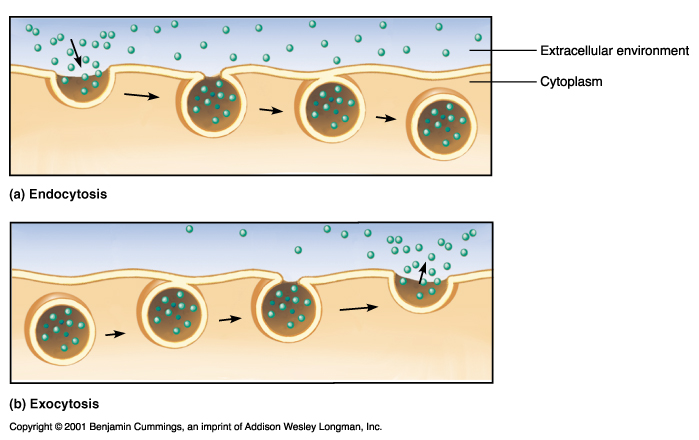 Extracellular environment
Cytoplasm
(a) Endocytosis
(b) Exocytosis
Copyright © 2001 Benjamin Cummings, an imprint of Addison Wesley Longman, Inc.